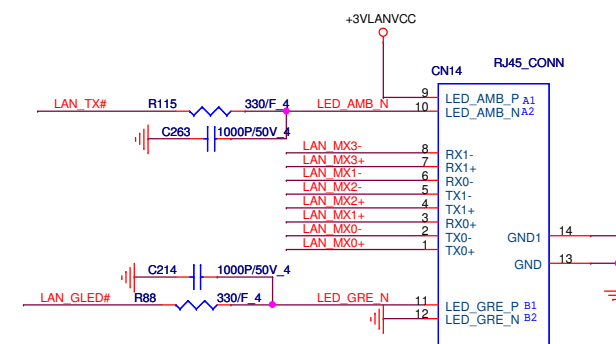 +3VLANVCC
RJ45_CONN
CN14
LAN_TX# R115 330/F_4 LED_AMB_N 9 LED_AMB_P A1
10 LED_AMB_N A2
C263 1000P/50V_4
LAN_MX3- 8 RX1-
LAN_MX3+ 7 RX1+
LAN_MX1- 6 RX0-
LAN_MX2- 5 TX1-
LAN_MX2+ 4 TX1+
LAN_MX1+ 3 RX0+
LAN_MX0- 2 TX0- GND1 14
LAN_MX0+ 1 TX0+
GND 13
C214 1000P/50V_4
LAN_GLED# R88 330/F_4 LED_GRE_N 11 LED_GRE_P B1
12 LED_GRE_N B2